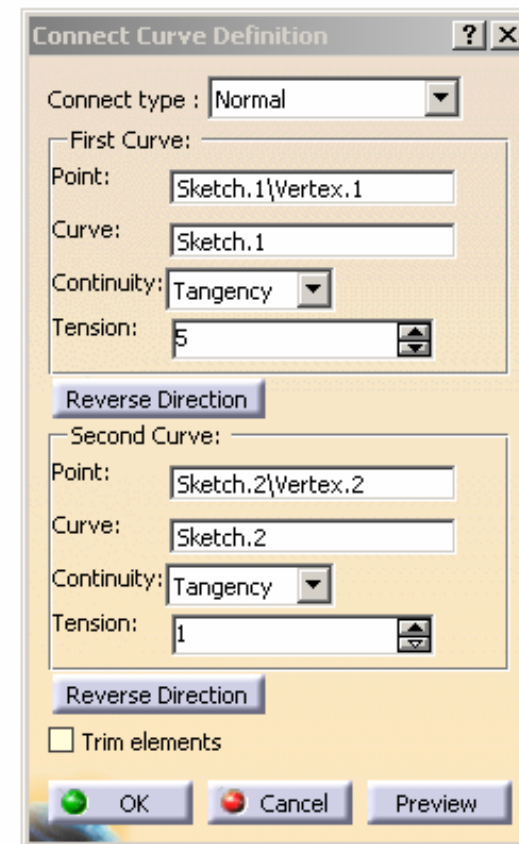 Connect Curve Definition ? X
Connect type : Normal
First Curve:
Point: Sketch.1\Vertex.1
Curve: Sketch.1
Continuity: Tangency
Tension: 5
Reverse Direction
Second Curve:
Point: Sketch.2\Vertex.2
Curve: Sketch.2
Continuity: Tangency
Tension: 1
Reverse Direction
Trim elements
OK Cancel Preview